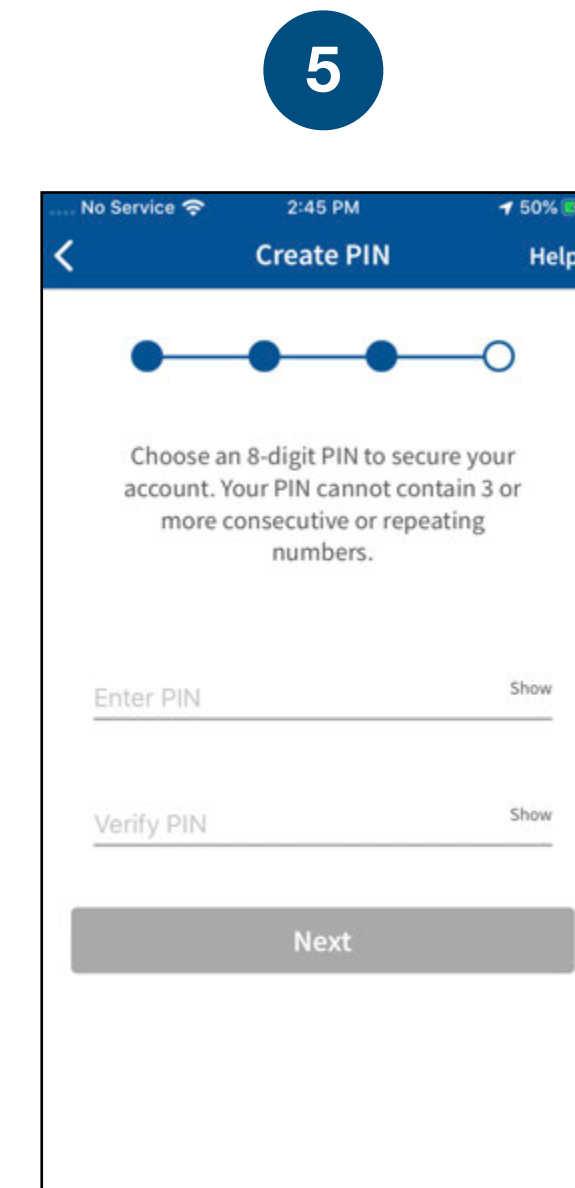 5
No Service 2:45 PM 50%
Create PIN Help
Choose an 8-digit PIN to secure your
account. Your PIN cannot contain 3 or
more consecutive or repeating
numbers.
Enter PIN Show
Verify PIN Show
Next